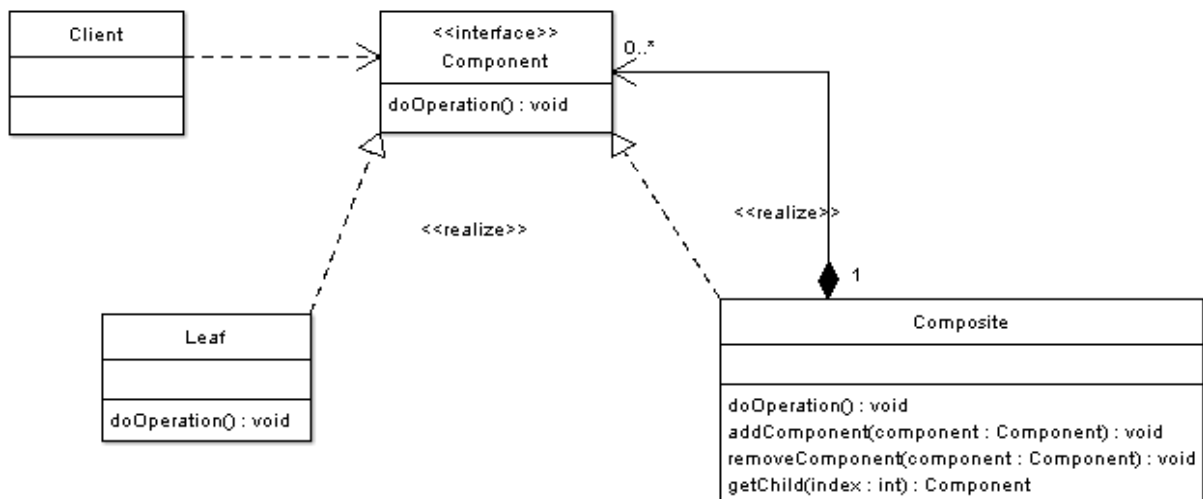 Client
<<interface>>
Component
doOperation() : void
0..*
<<realize>>
<<realize>>
1
Leaf
doOperation() : void
Composite
doOperation() : void
addComponent(component : Component) : void
removeComponent(component : Component) : void
getChild(index : int) : Component